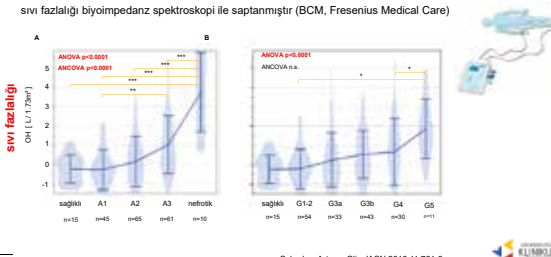 sıvı fazlalığı biyoimpedanz spektroskopi ile saptanmıştır (BCM, Fresenius Medical Care)
A
B
ANOVA p<0.0001
ANCOVA p<0.0001
***
***
***
***
**
ANOVA p<0.0001
ANCOVA n.s.
*
*
sıvı fazlalığı
OH [ L/ 1.73m²]
5
4
3
2
1
0
-1
sağlıklı A1 A2 A3 nefrotik
n=15 n=45 n=65 n=61 n=10
sağlıklı G1-2 G3a G3b G4 G5
n=15 n=54 n=33 n=43 n=30 n=11